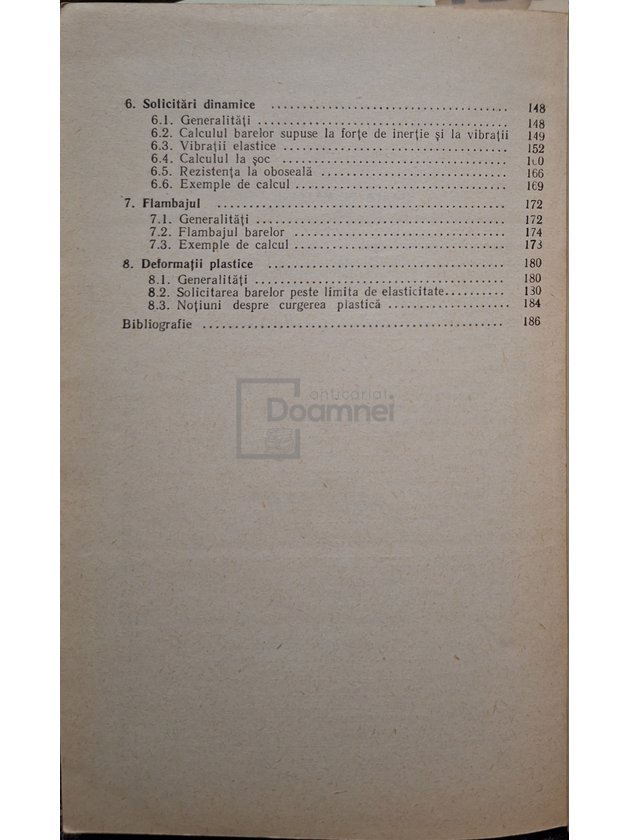 6. Solicitări dinamice ................................... 148
6.1. Generalități ................................... 148
6.2. Calculul barelor supuse la forțe de inerție și la vibrații 149
6.3. Vibrații elastice ................................... 152
6.4. Calculul la șoc ................................... 160
6.5. Rezistența la oboseală ................................... 166
6.6. Exemple de calcul ................................... 169
7. Flambajul ................................... 172
7.1. Generalități ................................... 172
7.2. Flambajul barelor ................................... 174
7.3. Exemple de calcul ................................... 173
8. Deformații plastice ................................... 180
8.1. Generalități ................................... 180
8.2. Solicitarea barelor peste limita de elasticitate.......... 130
8.3. Noțiuni despre curgerea plastică .................. 184
Bibliografie ................................... 186
anticariat
Doamnei